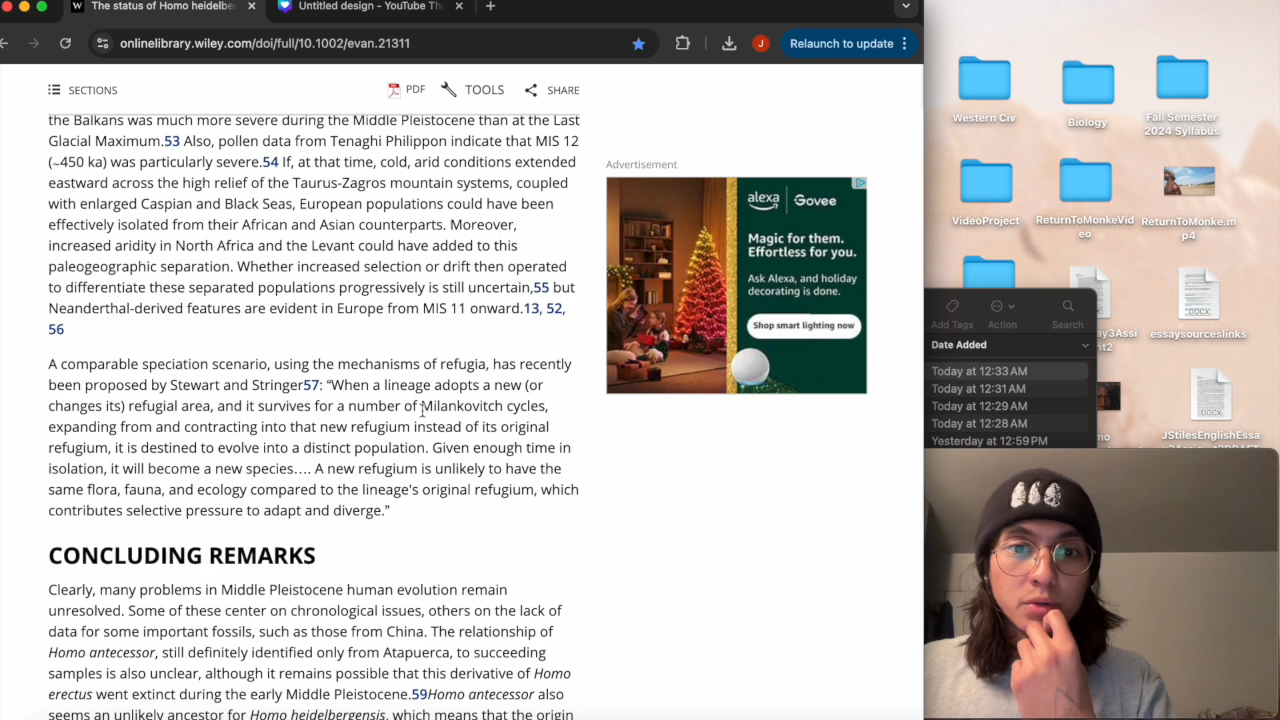 The status of Homo heidelbe
Untitled design - YouTube Th
onlinelibrary.wiley.com/doi/full/10.1002/evan.21311
J
Relaunch to update
SECTIONS
PDF
TOOLS
SHARE
the Balkans was much more severe during the Middle Pleistocene than at the Last
Glacial Maximum.53 Also, pollen data from Tenaghi Philippon indicate that MIS 12
(~450 ka) was particularly severe.54 If, at that time, cold, arid conditions extended
eastward across the high relief of the Taurus-Zagros mountain systems, coupled
with enlarged Caspian and Black Seas, European populations could have been
effectively isolated from their African and Asian counterparts. Moreover,
increased aridity in North Africa and the Levant could have added to this
paleogeographic separation. Whether increased selection or drift then operated
to differentiate these separated populations progressively is still uncertain,55 but
Neanderthal-derived features are evident in Europe from MIS 11 onward.13, 52,
56
A comparable speciation scenario, using the mechanisms of refugia, has recently
been proposed by Stewart and Stringer57: “When a lineage adopts a new (or
changes its) refugial area, and it survives for a number of Milankovitch cycles,
expanding from and contracting into that new refugium instead of its original
refugium, it is destined to evolve into a distinct population. Given enough time in
isolation, it will become a new species…. A new refugium is unlikely to have the
same flora, fauna, and ecology compared to the lineage's original refugium, which
contributes selective pressure to adapt and diverge.”
CONCLUDING REMARKS
Clearly, many problems in Middle Pleistocene human evolution remain
unresolved. Some of these center on chronological issues, others on the lack of
data for some important fossils, such as those from China. The relationship of
Homo antecessor, still definitely identified only from Atapuerca, to succeeding
samples is also unclear, although it remains possible that this derivative of Homo
erectus went extinct during the early Middle Pleistocene.59Homo antecessor also
seems an unlikely ancestor for Homo heidelbergensis, which means that the origin
Advertisement
alexa
Govee
Magic for them.
Effortless for you.
Ask Alexa, and holiday
decorating is done.
Shop smart lighting now
Western Civ
Biology
Fall Semester
2024 Syllabus
VideoProject
ReturnToMonkeVid
eo
ReturnToMonke.m
p4
DOCX
essaysourceslinks
ay3Assi
nt2
Add Tags
Action
Search
Date Added
Today at 12:33 AM
Today at 12:31 AM
Today at 12:29 AM
Today at 12:28 AM
Yesterday at 12:59 PM
mo
DOCX
JStilesEnglishEssa